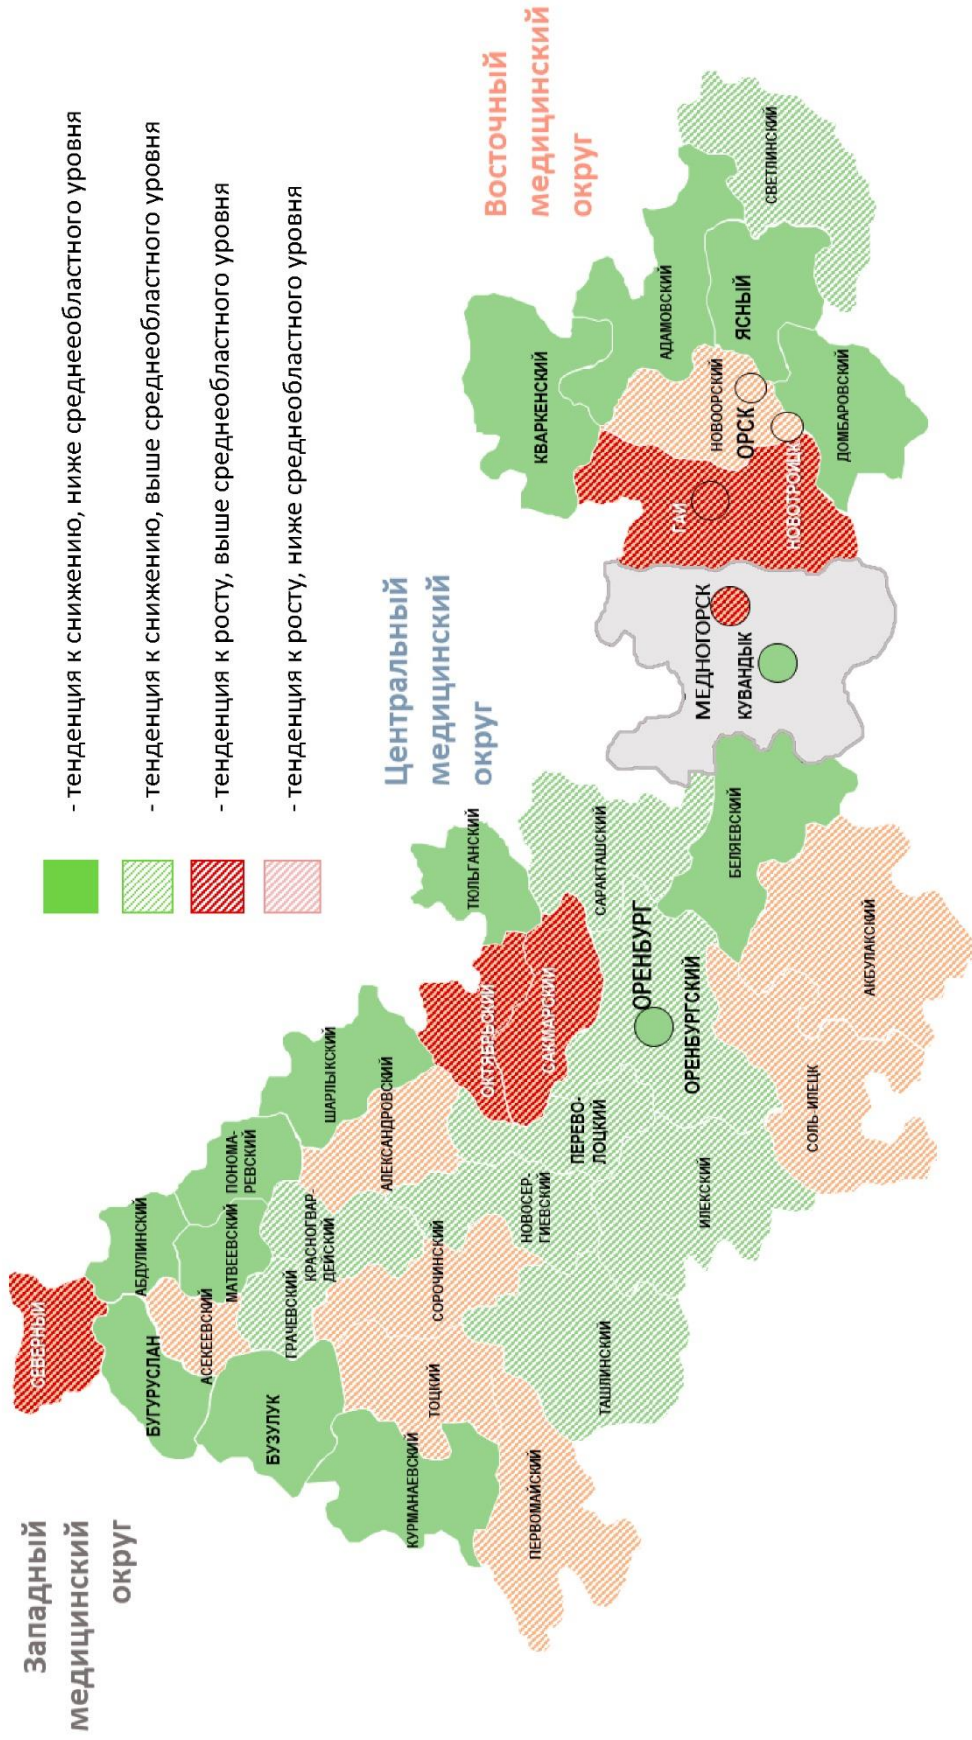 - тенденция к снижению, ниже среднееобластного уровня
- тенденция к снижению, выше среднеобластного уровня
- тенденция к росту, выше среднеобластного уровня
- тенденция к росту, ниже среднеобластного уровня
Западный
медицинский
округ
Центральный
медицинский
округ
Восточный
медицинский
округ
СЕВЕРНЫЙ
БУГУРУСЛАН
АБДУЛИНСКИЙ
АСЕКЕЕВСКИЙ
МАТВЕЕВСКИЙ
ПОНОМА-
РЕВСКИЙ
БУЗУЛУК
ГРАЧЕВСКИЙ
КРАСНОГВАР-
ДЕЙСКИЙ
ШАРЛЫКСКИЙ
АЛЕКСАНДРОВСКИЙ
КУРМАНАЕВСКИЙ
ТОЦКИЙ
СОРОЧИНСКИЙ
ПЕРВОМАЙСКИЙ
ТАШЛИНСКИЙ
НОВОСЕР-
ГИЕВСКИЙ
ПЕРЕВО-
ЛОЦКИЙ
ИЛЕКСКИЙ
ОКТЯБРЬСКИЙ
САКМАРСКИЙ
ТЮЛЬГАНСКИЙ
САРАКТАШСКИЙ
ОРЕНБУРГ
ОРЕНБУРГСКИЙ
БЕЛЯЕВСКИЙ
СОЛЬ-ИЛЕЦК
АКБУЛАКСКИЙ
МЕДНОГОРСК
КУВАНДЫК
ГАЙ
НОВОТРОИЦК
КВАРКЕНСКИЙ
АДАМОВСКИЙ
НОВООРСКИЙ
ОРСК
ЯСНЫЙ
ДОМБАРОВСКИЙ
СВЕТЛИНСКИЙ